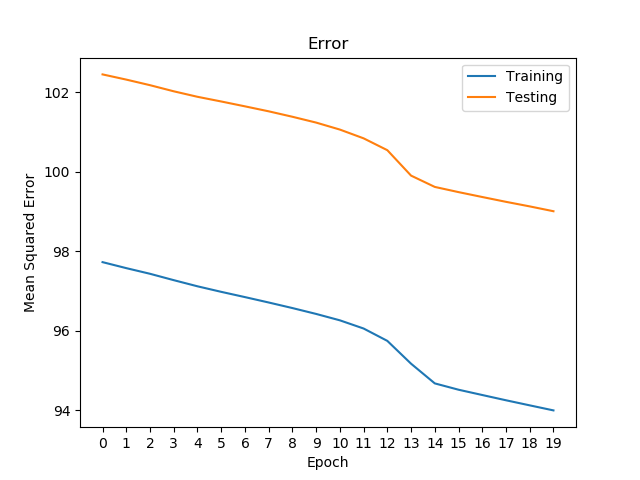 Error
Training
Testing
Mean Squared Error
102
100
98
96
94
0 1 2 3 4 5 6 7 8 9 10 11 12 13 14 15 16 17 18 19
Epoch